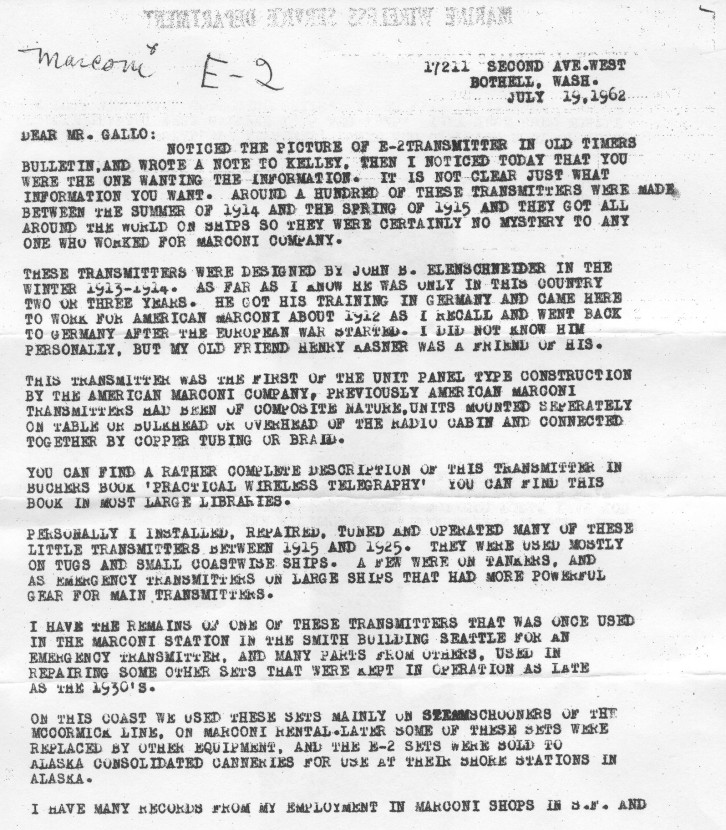 MARINE WIRELESS SERVICE DEPARTMENT
Marconi
E-2
17211 SECOND AVE.WEST
BOTHELL, WASH.
JULY 19,1962
DEAR MR. GALLO:
NOTICED THE PICTURE OF E-2TRANSMITTER IN OLD TIMERS
BULLETIN,AND WROTE A NOTE TO KELLEY, THEN I NOTICED TODAY THAT YOU
WERE THE ONE WANTING THE INFORMATION. IT IS NOT CLEAR JUST WHAT
INFORMATION YOU WANT. AROUND A HUNDRED OF THESE TRANSMITTERS WERE MADE
BETWEEN THE SUMMER OF 1914 AND THE SPRING OF 1915 AND THEY GOT ALL
AROUND THE WORLD ON SHIPS SO THEY WERE CERTAINLY NO MYSTERY TO ANY
ONE WHO WORKED FOR MARCONI COMPANY.
THESE TRANSMITTERS WERE DESIGNED BY JOHN B. ELENSCHNEIDER IN THE
WINTER 1913-1914. AS FAR AS I KNOW HE WAS ONLY IN THIS COUNTRY
TWO OR THREE YEARS. HE GOT HIS TRAINING IN GERMANY AND CAME HERE
TO WORK FOR AMERICAN MARCONI ABOUT 1912 AS I RECALL AND WENT BACK
TO GERMANY AFTER THE EUROPEAN WAR STARTED. I DID NOT KNOW HIM
PERSONALLY, BUT MY OLD FRIEND HENRY KASNER WAS A FRIEND OF HIS.
THIS TRANSMITTER WAS THE FIRST OF THE UNIT PANEL TYPE CONSTRUCTION
BY THE AMERICAN MARCONI COMPANY, PREVIOUSLY AMERICAN MARCONI
TRANSMITTERS HAD BEEN OF COMPOSITE NATURE,UNITS MOUNTED SEPERATELY
ON TABLE OR BULKHEAD OR OVERHEAD OF THE RADIO CABIN AND CONNECTED
TOGETHER BY COPPER TUBING OR BRAID.
YOU CAN FIND A RATHER COMPLETE DESCRIPTION OF THIS TRANSMITTER IN
BUCHERS BOOK 'PRACTICAL WIRELESS TELEGRAPHY' YOU CAN FIND THIS
BOOK IN MOST LARGE LIBRARIES.
PERSONALLY I INSTALLED, REPAIRED, TUNED AND OPERATED MANY OF THESE
LITTLE TRANSMITTERS BETWEEN 1915 AND 1925. THEY WERE USED MOSTLY
ON TUGS AND SMALL COASTWISE SHIPS. A FEW WERE ON TANKERS, AND
AS EMERGENCY TRANSMITTERS ON LARGE SHIPS THAT HAD MORE POWERFUL
GEAR FOR MAIN TRANSMITTERS.
I HAVE THE REMAINS OF ONE OF THESE TRANSMITTERS THAT WAS ONCE USED
IN THE MARCONI STATION IN THE SMITH BUILDING SEATTLE FOR AN
EMERGENCY TRANSMITTER, AND MANY PARTS FROM OTHERS, USED IN
REPAIRING SOME OTHER SETS THAT WERE KEPT IN OPERATION AS LATE
AS THE 1930'S.
ON THIS COAST WE USED THESE SETS MAINLY ON STEAMSCHOONERS OF THE
MCCORMICK LINE, ON MARCONI RENTAL.LATER SOME OF THESE SETS WERE
REPLACED BY OTHER EQUIPMENT, AND THE E-2 SETS WERE SOLD TO
ALASKA CONSOLIDATED CANNERIES FOR USE AT THEIR SHORE STATIONS IN
ALASKA.
I HAVE MANY RECORDS FROM MY EMPLOYMENT IN MARCONI SHOPS IN S.F. AND